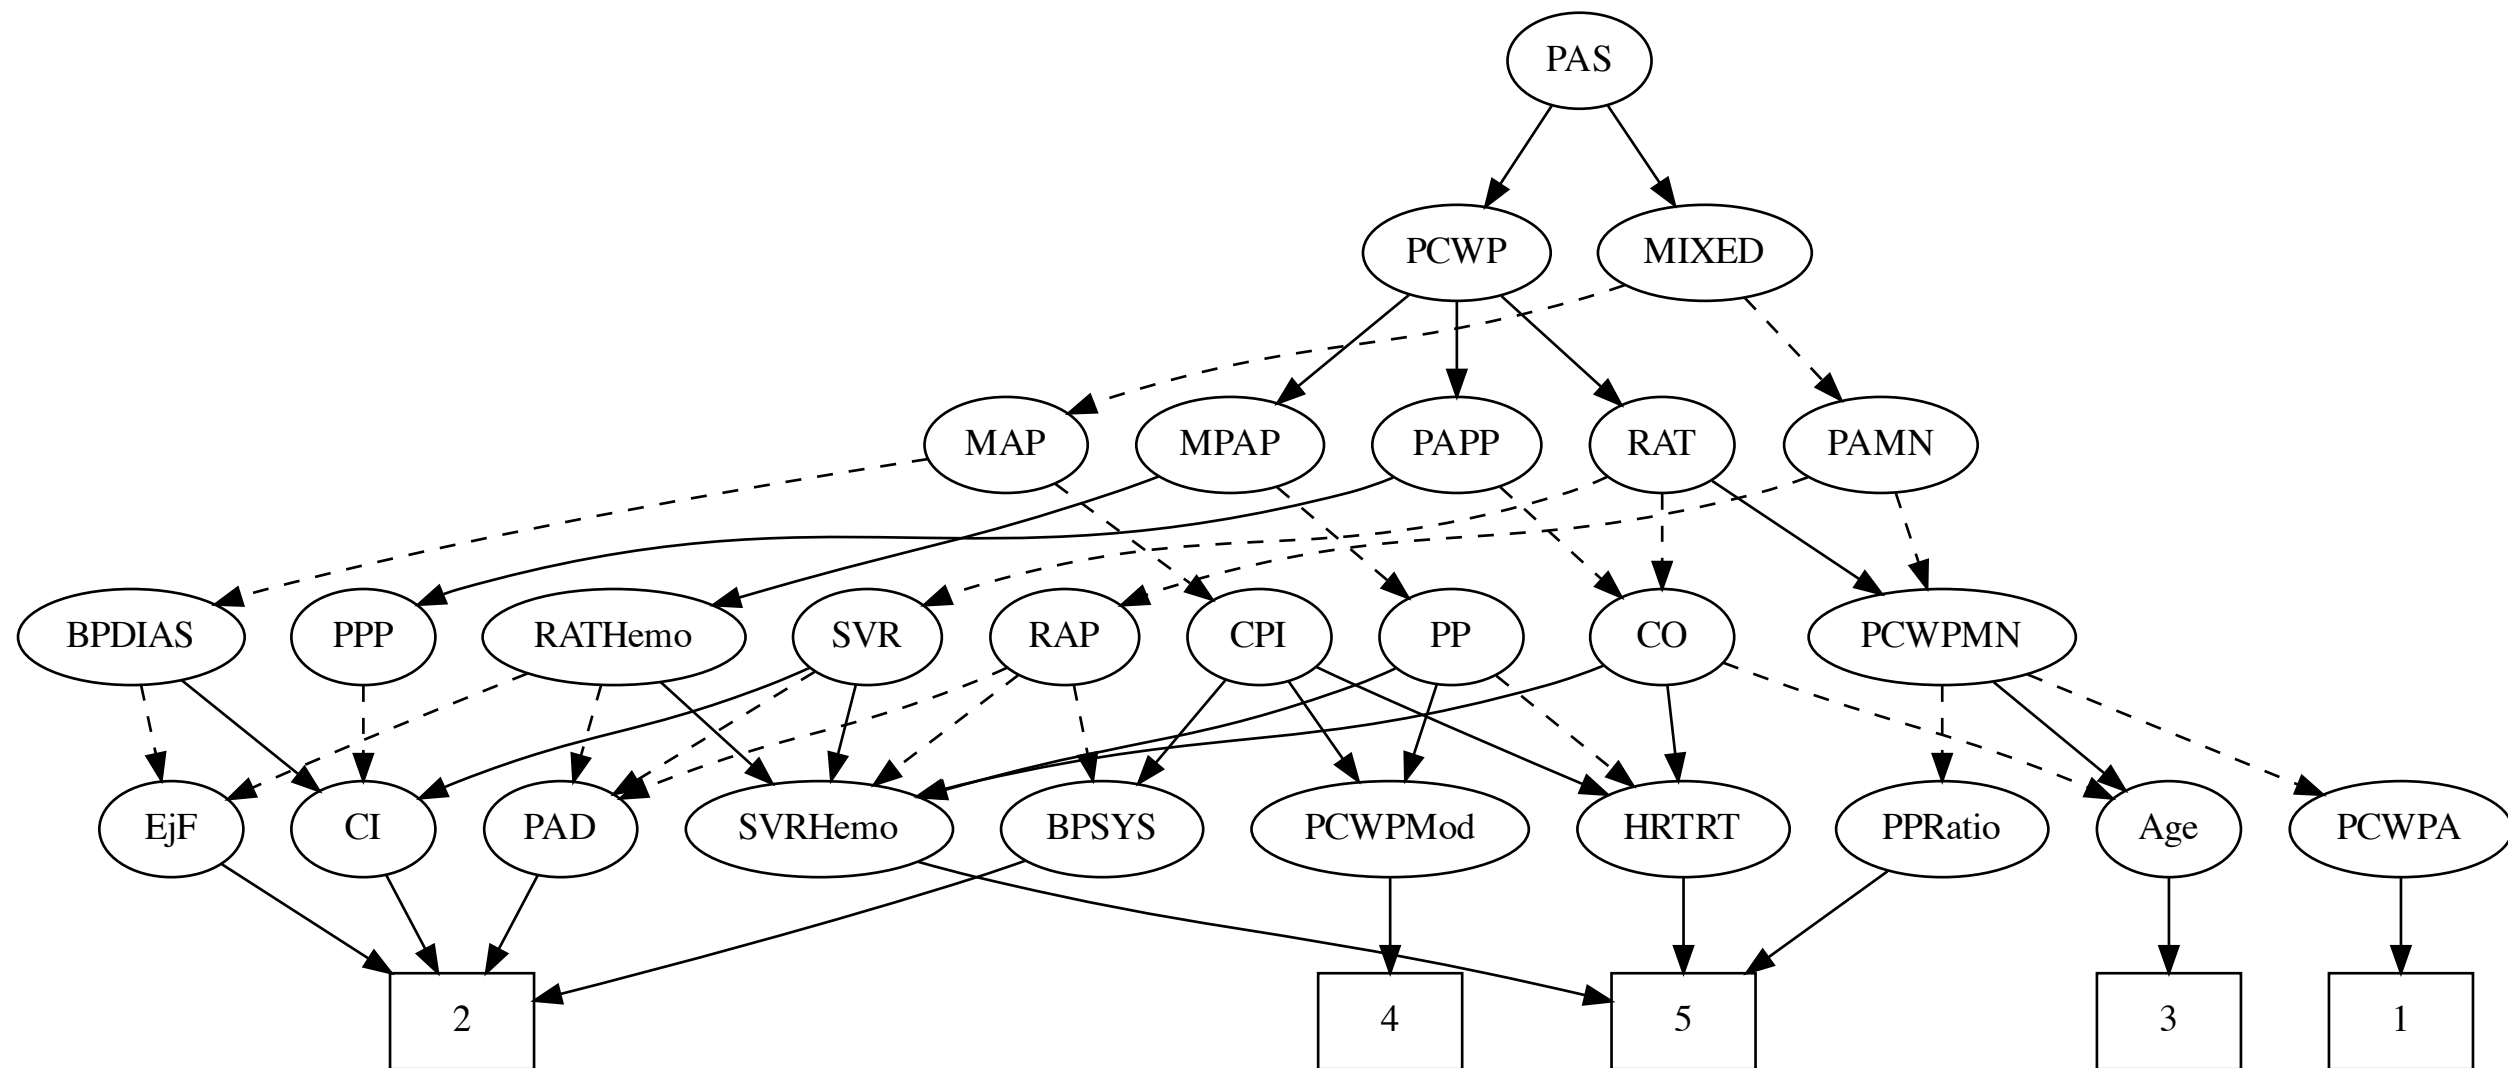 PAS
PCWP
MIXED
MAP
MPAP
PAPP
RAT
PAMN
BPDIAS
PPP
RATHemo
SVR
RAP
CPI
PP
CO
PCWPMN
EjF
CI
PAD
SVRHemo
BPSYS
PCWPMod
HRTRT
PPRatio
Age
PCWPA
2
4
5
3
1